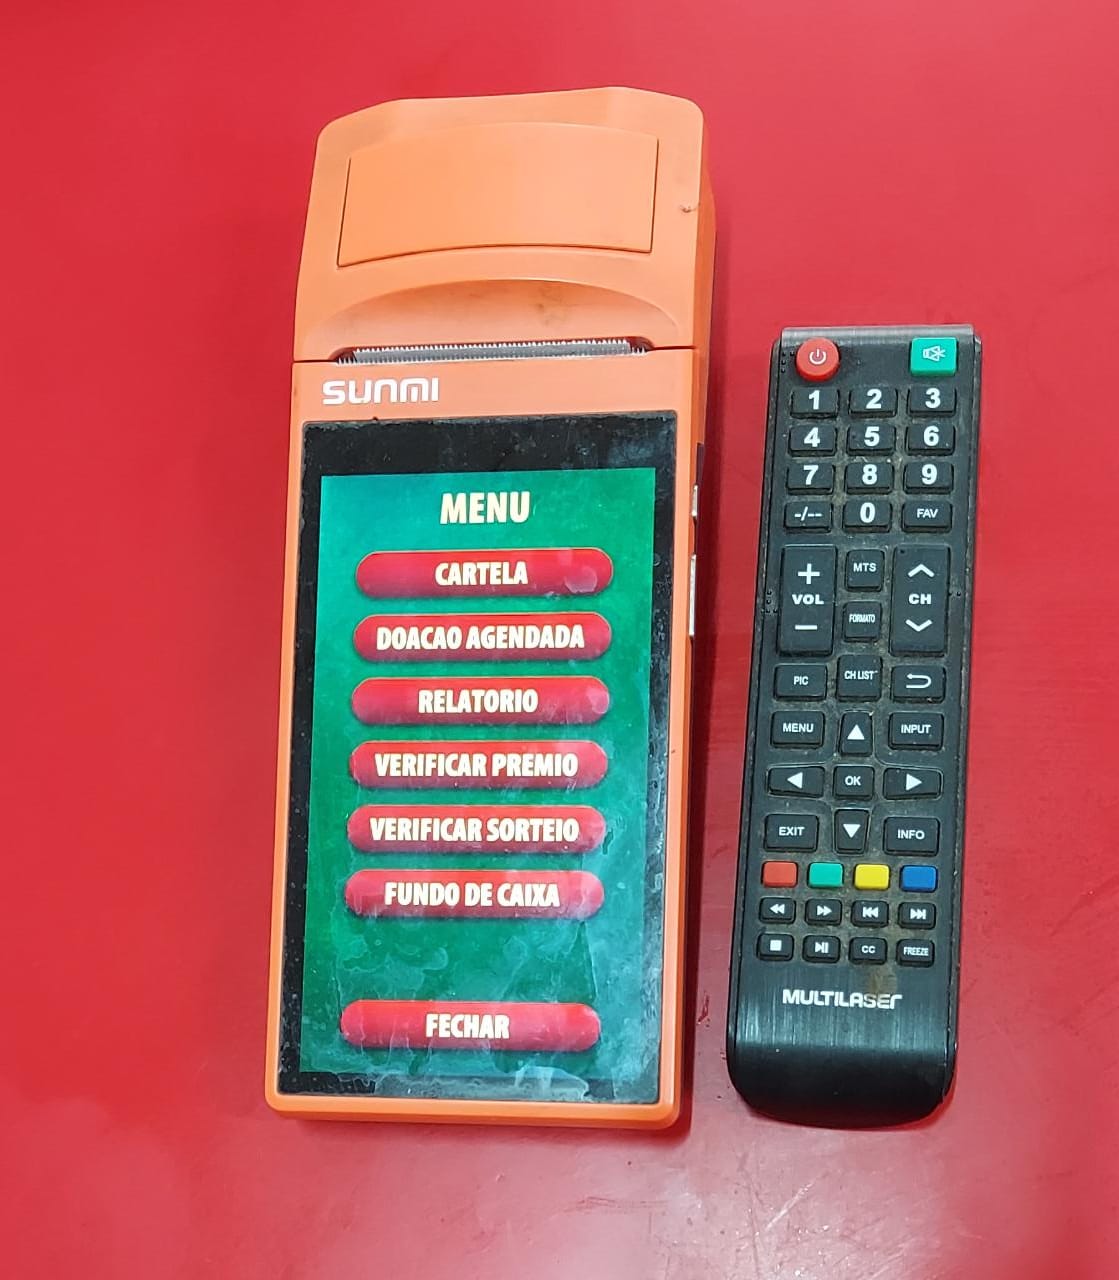 sunmi
MENU
CARTELA
DOACAO AGENDADA
RELATORIO
VERIFICAR PREMIO
VERIFICAR SORTEIO
FUNDO DE CAIXA
FECHAR
1 2 3
4 5 6
7 8 9
-/-- 0 FAV
+ MTS
VOL CH
− FORMATO
PIC CH LIST
MENU INPUT
OK
EXIT INFO
CC FREEZE
MULTILASER